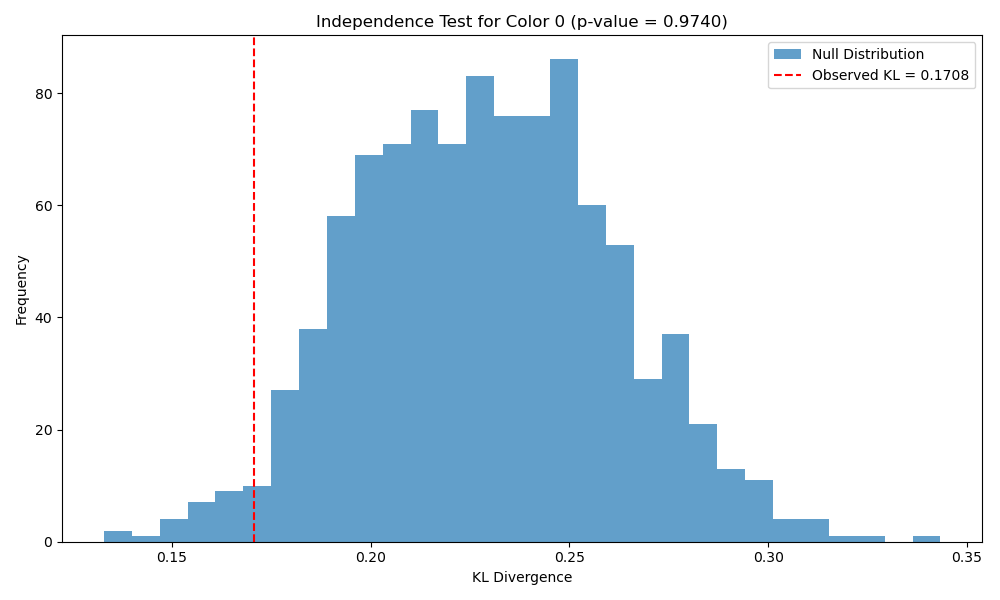 Independence Test for Color 0 (p-value = 0.9740)
Null Distribution
Observed KL = 0.1708
Frequency
80
60
40
20
0
0.15 0.20 0.25 0.30 0.35
KL Divergence